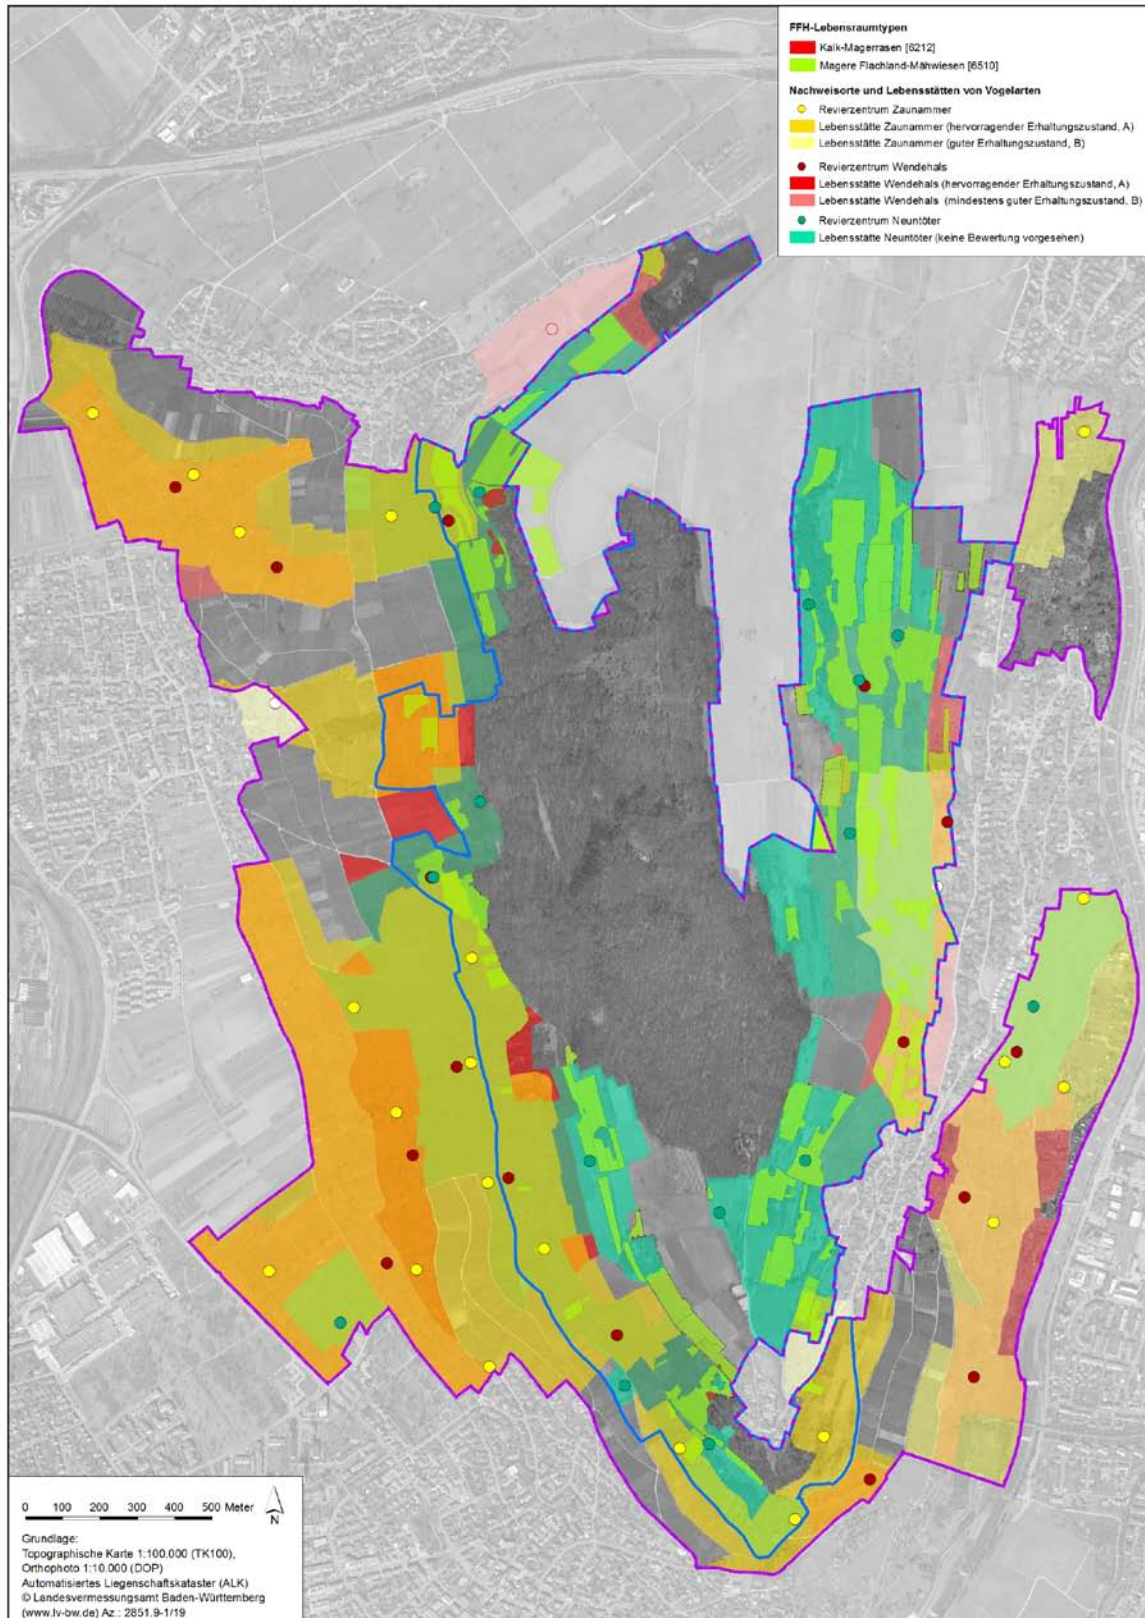 FFH-Lebensraumtypen
Kalk-Magerrasen [6212]
Magere Flachland-Mähwiesen [6510]
Nachweisorte und Lebensstätten von Vogelarten
Revierzentrum Zaunammer
Lebensstätte Zaunammer (hervorragender Erhaltungszustand, A)
Lebensstätte Zaunammer (guter Erhaltungszustand, B)
Revierzentrum Wendehals
Lebensstätte Wendehals (hervorragender Erhaltungszustand, A)
Lebensstätte Wendehals (mindestens guter Erhaltungszustand, B)
Revierzentrum Neuntöter
Lebensstätte Neuntöter (keine Bewertung vorgesehen)
0 100 200 300 400 500 Meter
N
Grundlage:
Topographische Karte 1:100.000 (TK100),
Orthophoto 1:10.000 (DOP)
Automatisiertes Liegenschaftskataster (ALK)
© Landesvermessungsamt Baden-Württemberg
(www.lv-bw.de) Az.: 2851.9-1/19